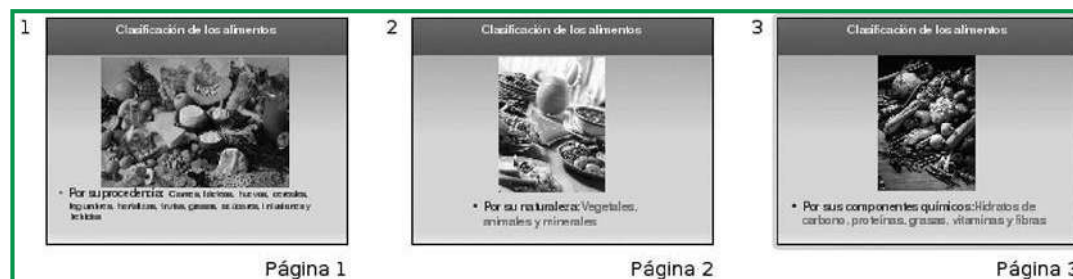 1
Clasificación de los alimentos
• Por su procedencia: Carnes, lácteos, huevos, cereales,
legumbres, hortalizas, frutas, grasas, azúcares, infusiones y
bebidas
Página 1
2
Clasificación de los alimentos
• Por su naturaleza: Vegetales,
animales y minerales
Página 2
3
Clasificación de los alimentos
• Por sus componentes químicos:Hidratos de
carbono, proteínas, grasas, vitaminas y fibras
Página 3